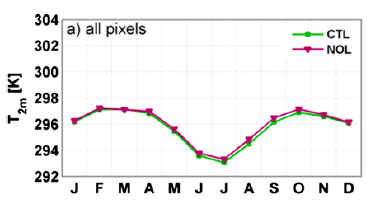 304
a) all pixels
CTL
302
NOL
300
298
296
294
292
T2m [K]
J F M A M J J A S O N D